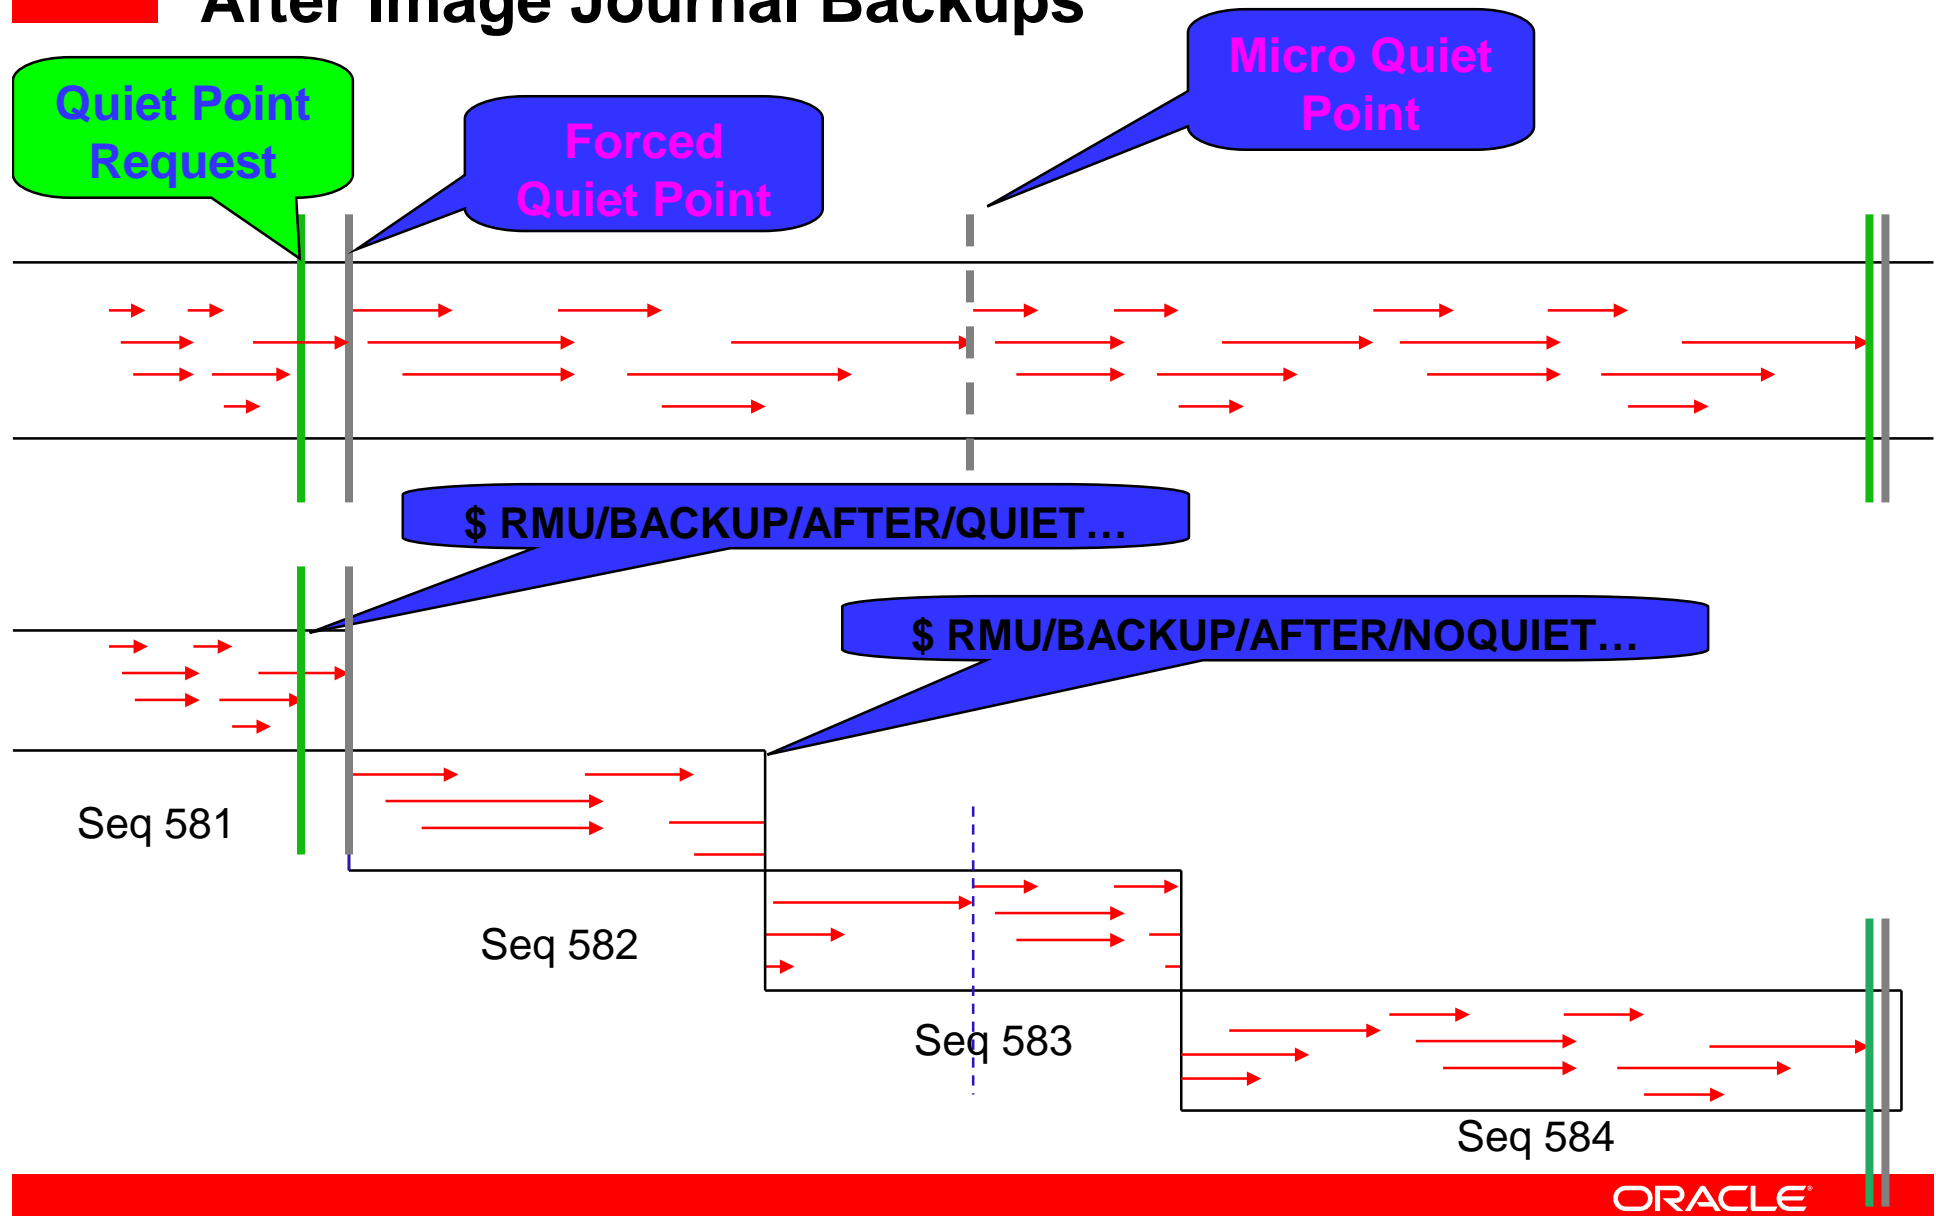 After Image Journal Backups
Micro Quiet
Point
Quiet Point
Request
Forced
Quiet Point
$ RMU/BACKUP/AFTER/QUIET…
$ RMU/BACKUP/AFTER/NOQUIET…
Seq 581
Seq 582
Seq 583
Seq 584
ORACLE®